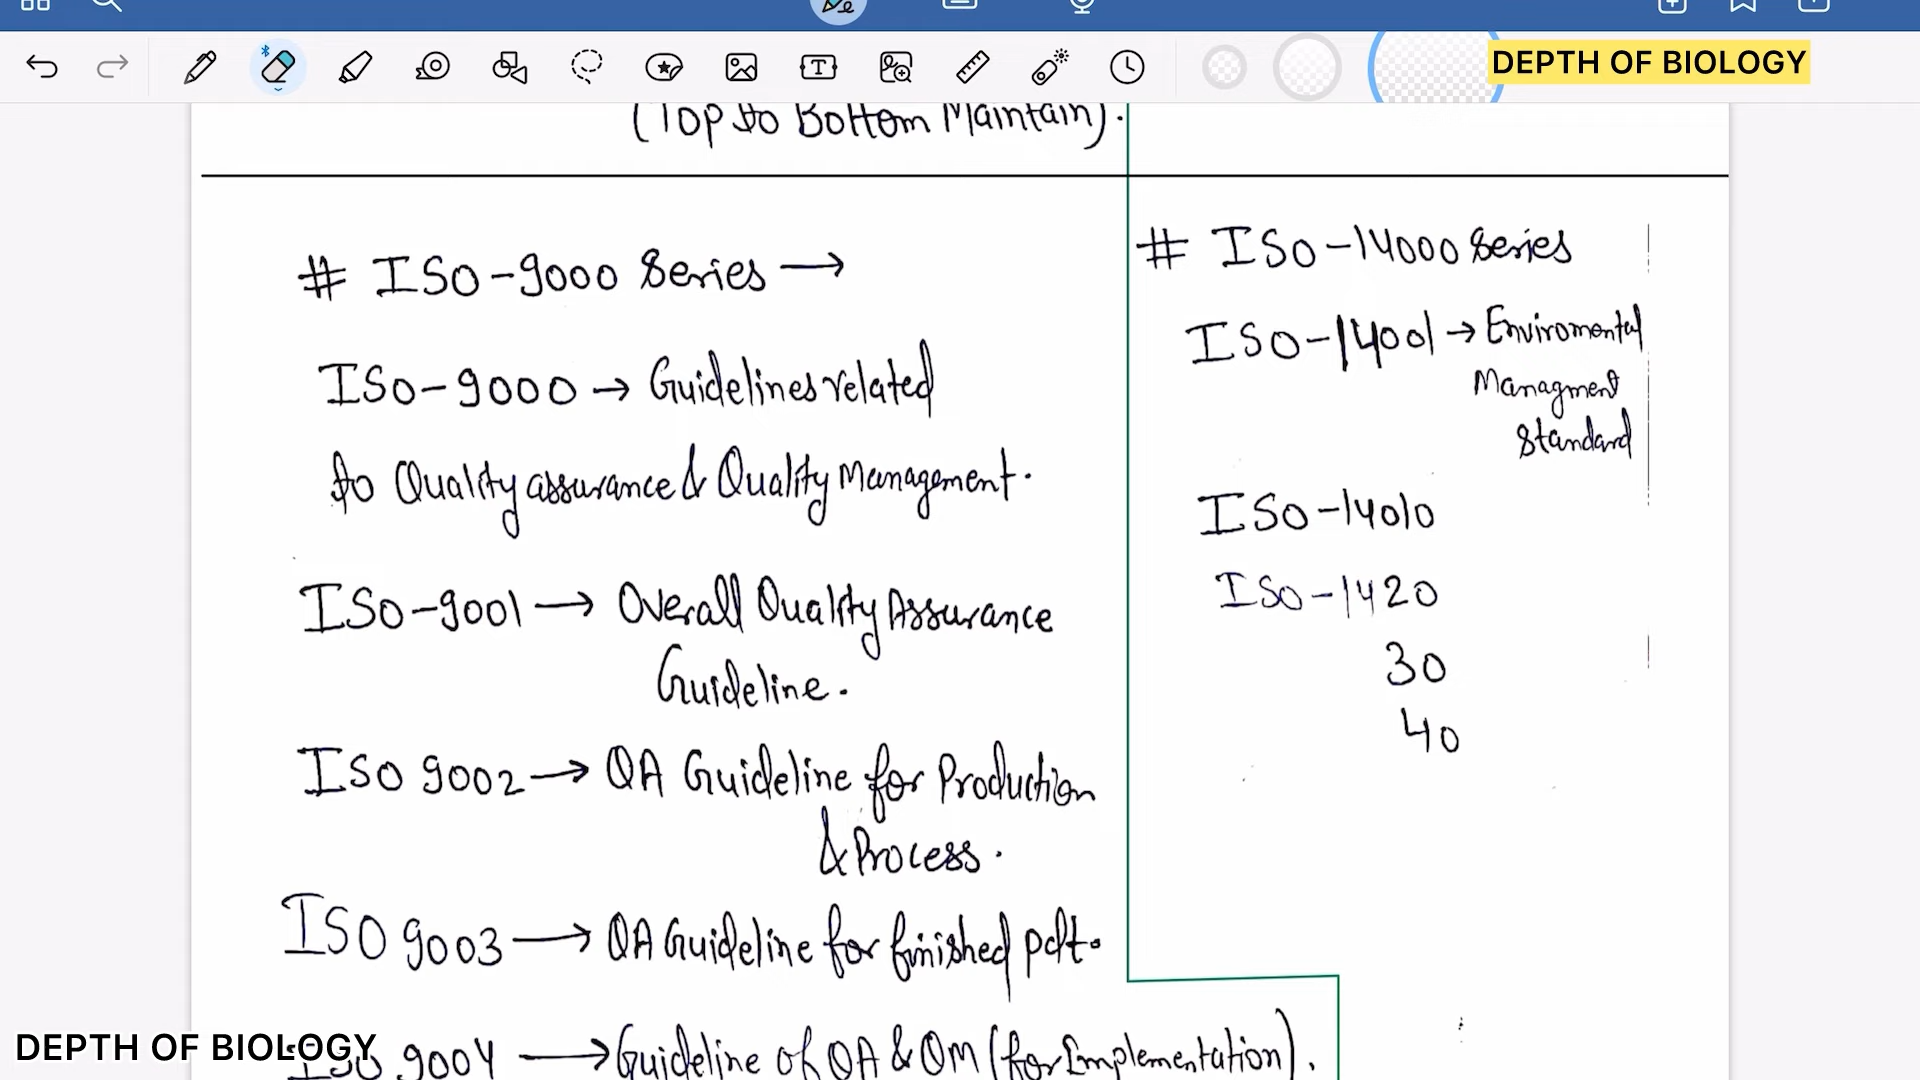 DEPTH OF BIOLOGY
(Top to Bottom Maintain).
# ISO-9000 Series →
ISO-9000 → Guidelines related
to Quality assurance & Quality Management.
ISO-9001 → Overall Quality Assurance
Guideline.
ISO 9002 → QA Guideline for Production
& Process.
ISO 9003 → QA Guideline for finished pdt.
ISO 9004 → Guideline of QA & QM (for Implementation).
# ISO-14000 Series
ISO-14001 → Enviromental
Managment
Standard
ISO-14010
ISO-1420
30
40
DEPTH OF BIOLOGY